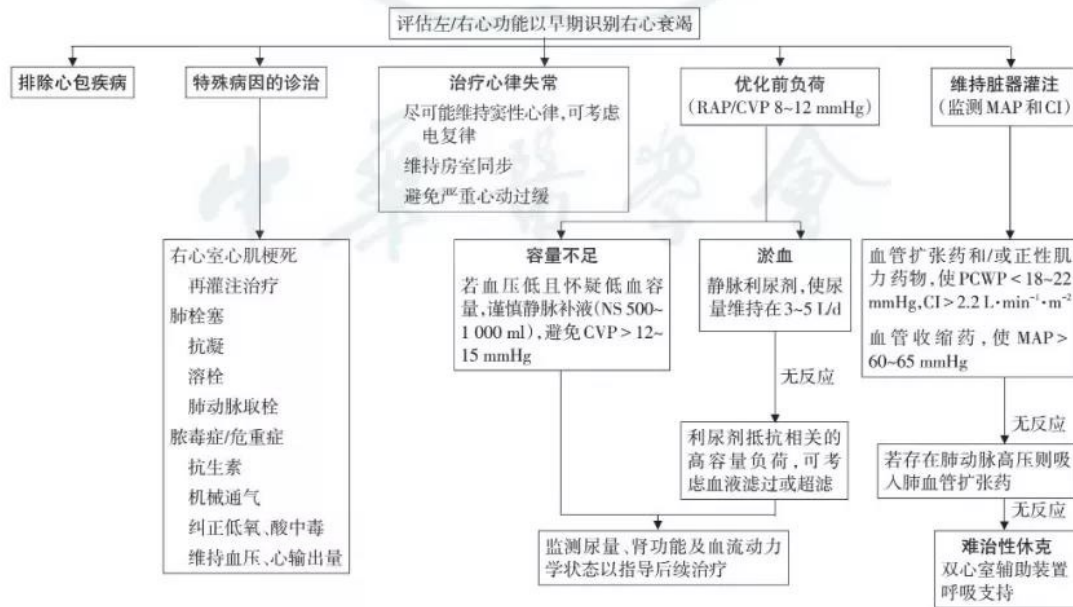 评估左/右心功能以早期识别右心衰竭
排除心包疾病
特殊病因的诊治
治疗心律失常
尽可能维持窦性心律,可考虑
电复律
维持房室同步
避免严重心动过缓
优化前负荷
(RAP/CVP 8~12 mmHg)
维持脏器灌注
(监测 MAP 和 CI)
右心室心肌梗死
再灌注治疗
肺栓塞
抗凝
溶栓
肺动脉取栓
脓毒症/危重症
抗生素
机械通气
纠正低氧、酸中毒
维持血压、心输出量
容量不足
若血压低且怀疑低血容
量,谨慎静脉补液(NS 500~
1 000 ml),避免 CVP > 12~
15 mmHg
淤血
静脉利尿剂,使尿
量维持在 3~5 L/d
无反应
利尿剂抵抗相关的
高容量负荷,可考
虑血液滤过或超滤
监测尿量、肾功能及血流动力
学状态以指导后续治疗
血管扩张药和/或正性肌
力药物,使 PCWP < 18~22
mmHg,CI > 2.2 L·min⁻¹·m⁻²
血管收缩药,使 MAP >
60~65 mmHg
无反应
若存在肺动脉高压则吸
入肺血管扩张药
无反应
难治性休克
双心室辅助装置
呼吸支持
中華醫學會